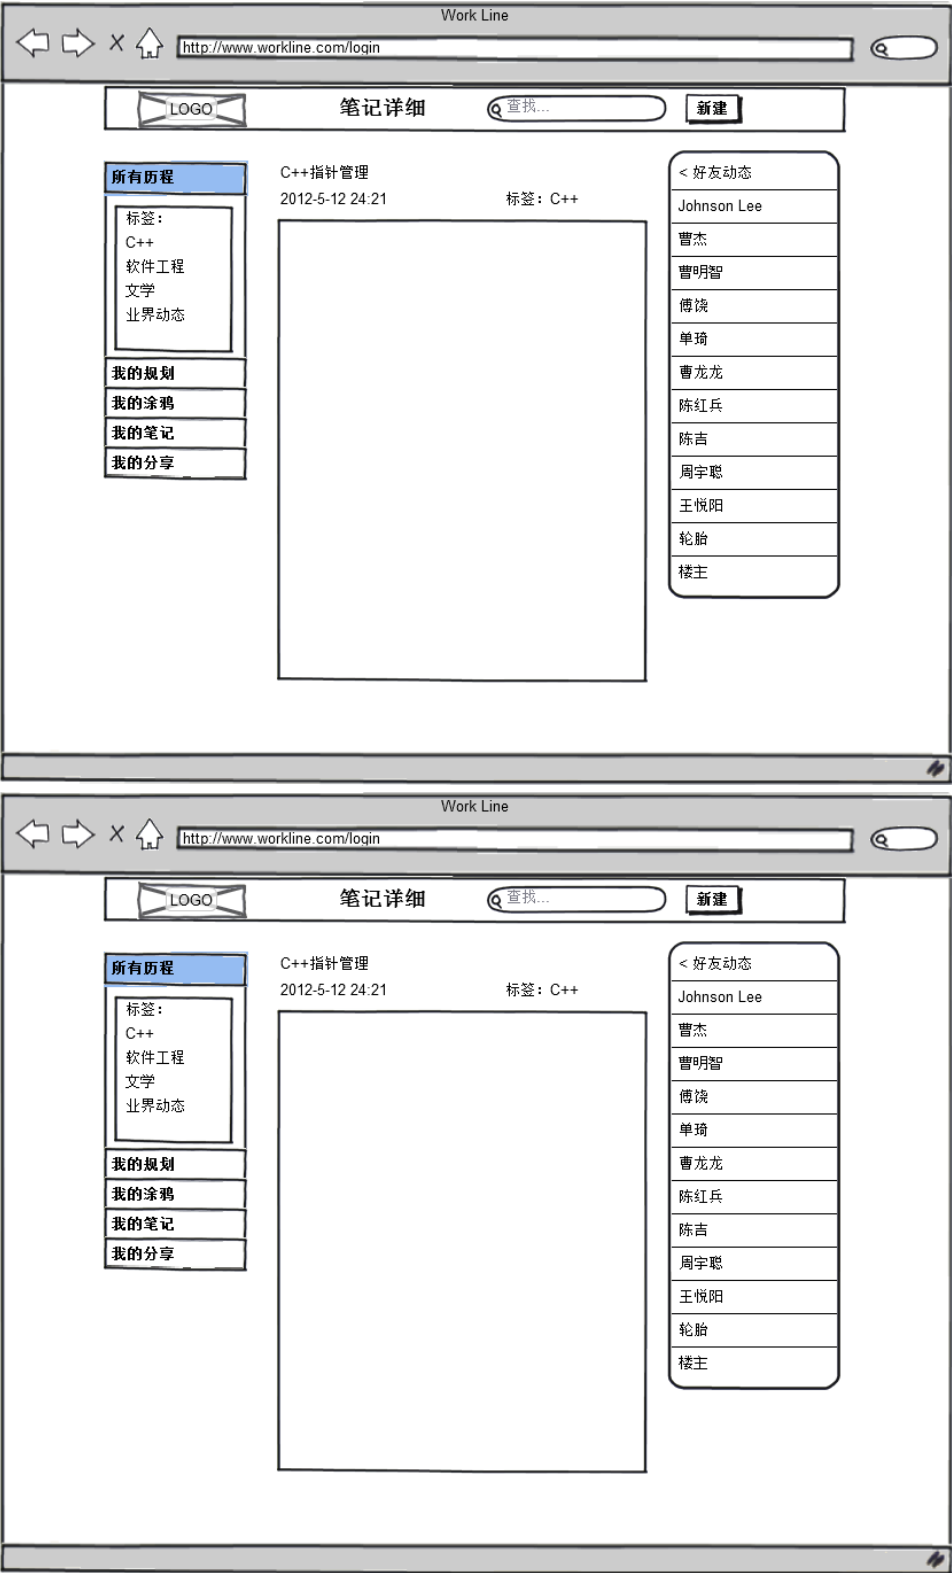 Work Line
http://www.workline.com/login
LOGO
笔记详细
查找...
新建
所有历程
标签：
C++
软件工程
文学
业界动态
我的规划
我的涂鸦
我的笔记
我的分享
C++指针管理
2012-5-12 24:21
标签：C++
< 好友动态
Johnson Lee
曹杰
曹明智
傅饶
单琦
曹龙龙
陈红兵
陈吉
周宇聪
王悦阳
轮胎
楼主
Work Line
http://www.workline.com/login
LOGO
笔记详细
查找...
新建
所有历程
标签：
C++
软件工程
文学
业界动态
我的规划
我的涂鸦
我的笔记
我的分享
C++指针管理
2012-5-12 24:21
标签：C++
< 好友动态
Johnson Lee
曹杰
曹明智
傅饶
单琦
曹龙龙
陈红兵
陈吉
周宇聪
王悦阳
轮胎
楼主